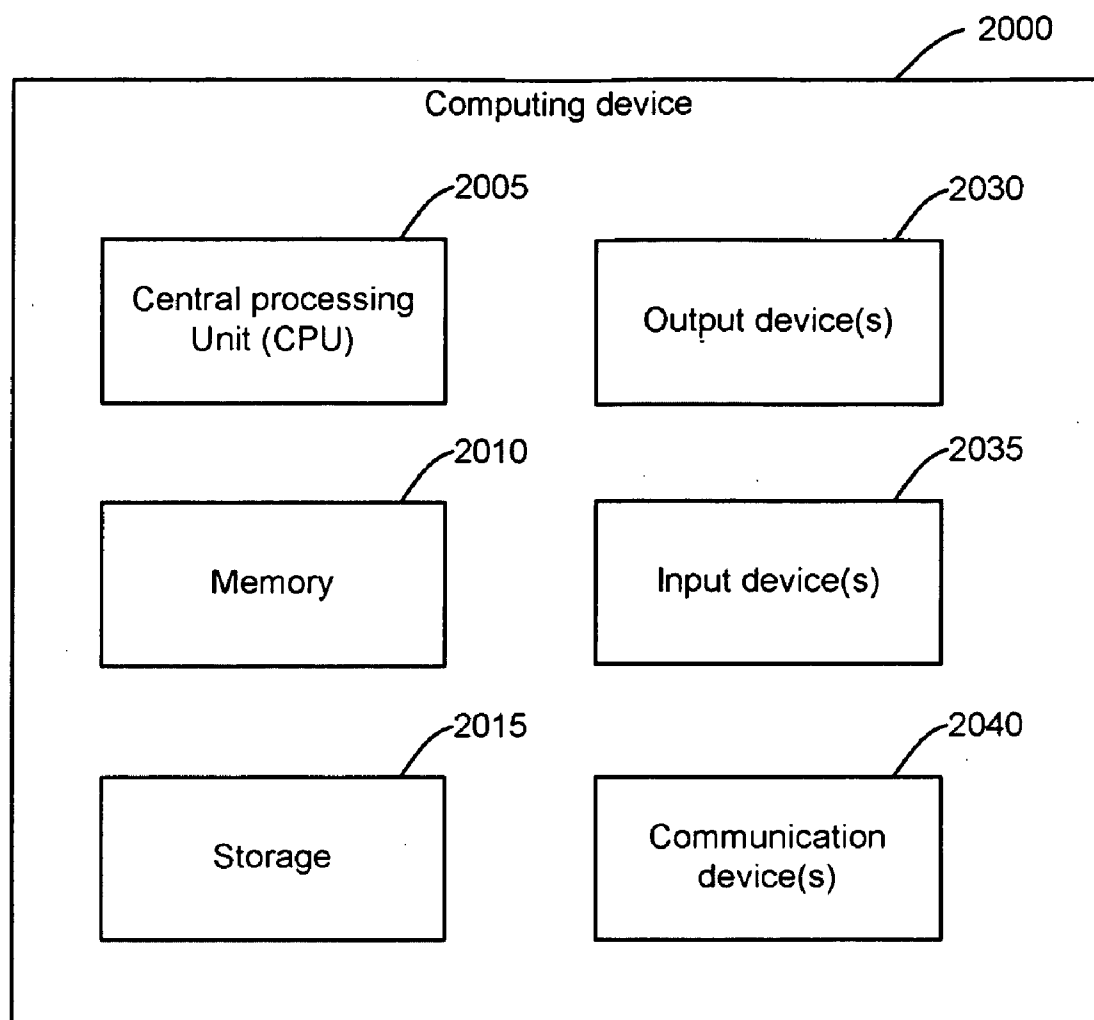 2000
Computing device
2005
Central processing
Unit (CPU)
2030
Output device(s)
2010
Memory
2035
Input device(s)
2015
Storage
2040
Communication
device(s)